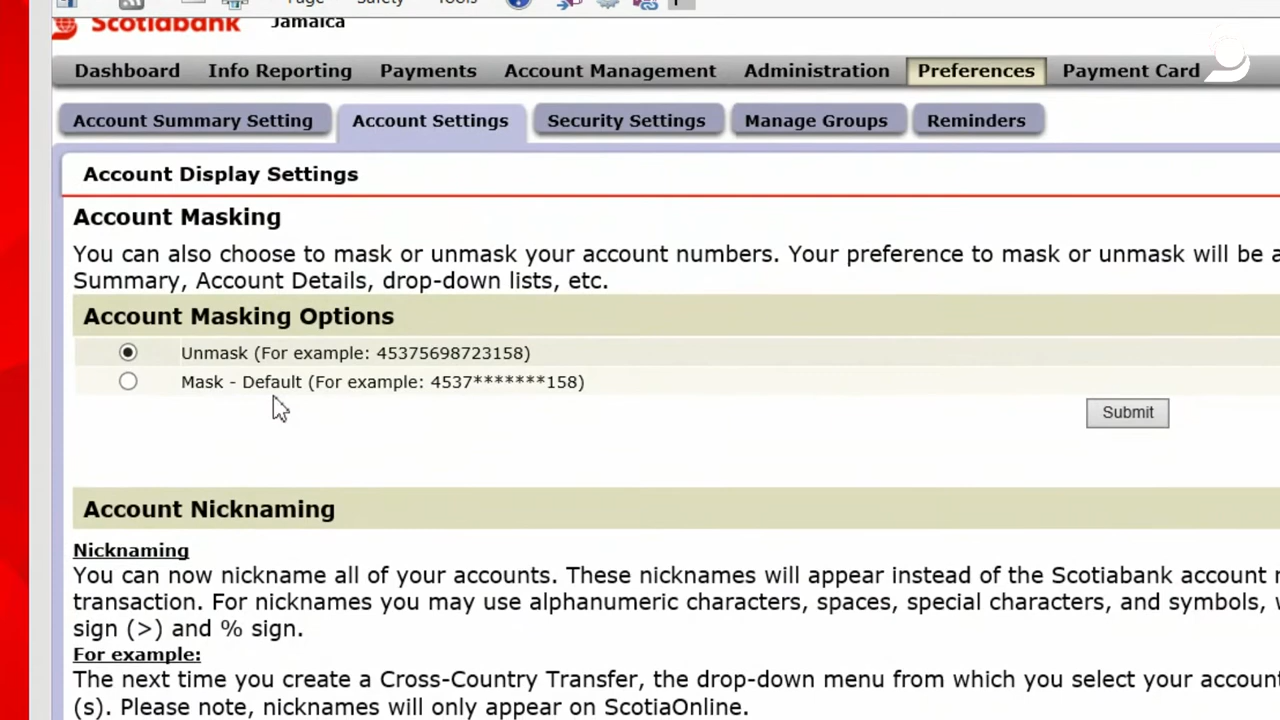 Page Safety Tools
Scotiabank Jamaica
Dashboard Info Reporting Payments Account Management Administration Preferences Payment Card
Account Summary Setting Account Settings Security Settings Manage Groups Reminders
Account Display Settings
Account Masking
You can also choose to mask or unmask your account numbers. Your preference to mask or unmask will be a
Summary, Account Details, drop-down lists, etc.
Account Masking Options
Unmask (For example: 45375698723158)
Mask - Default (For example: 4537*******158)
Submit
Account Nicknaming
Nicknaming
You can now nickname all of your accounts. These nicknames will appear instead of the Scotiabank account
transaction. For nicknames you may use alphanumeric characters, spaces, special characters, and symbols,
sign (>) and % sign.
For example:
The next time you create a Cross-Country Transfer, the drop-down menu from which you select your account
(s). Please note, nicknames will only appear on ScotiaOnline.